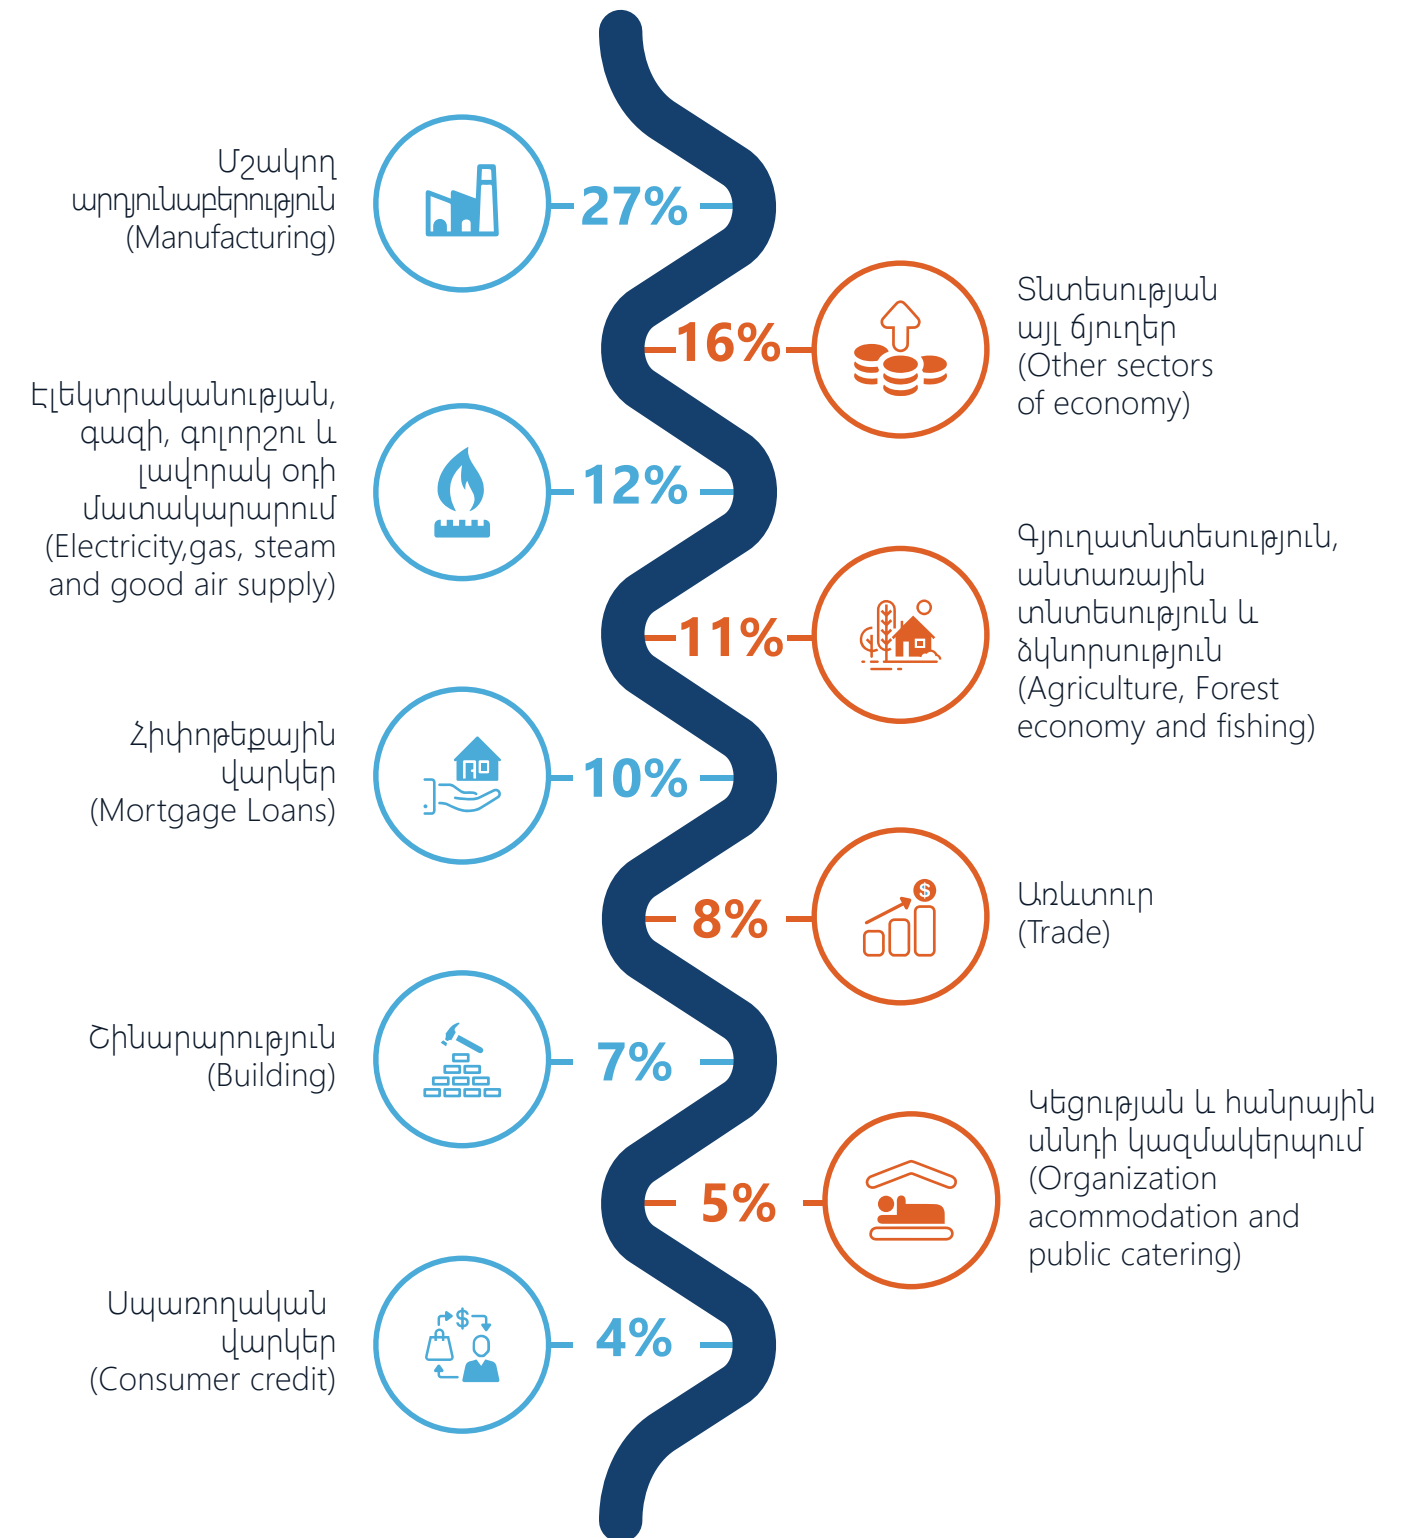 Մշակող
արդյունաբերություն
(Manufacturing)
27%
16%
Տնտեսության
այլ ճյուղեր
(Other sectors
of economy)
Էլեկտրականության,
գազի, գոլորշու և
լավորակ օդի
մատակարարում
(Electricity,gas, steam
and good air supply)
12%
11%
Գյուղատնտեսություն,
անտառային
տնտեսություն և
ձկնորսություն
(Agriculture, Forest
economy and fishing)
Հիփոթեքային
վարկեր
(Mortgage Loans)
10%
8%
$
Առևտուր
(Trade)
Շինարարություն
(Building)
7%
5%
Կեցության և հանրային
սննդի կազմակերպում
(Organization
acommodation and
public catering)
Սպառողական
վարկեր
(Consumer credit)
$
4%